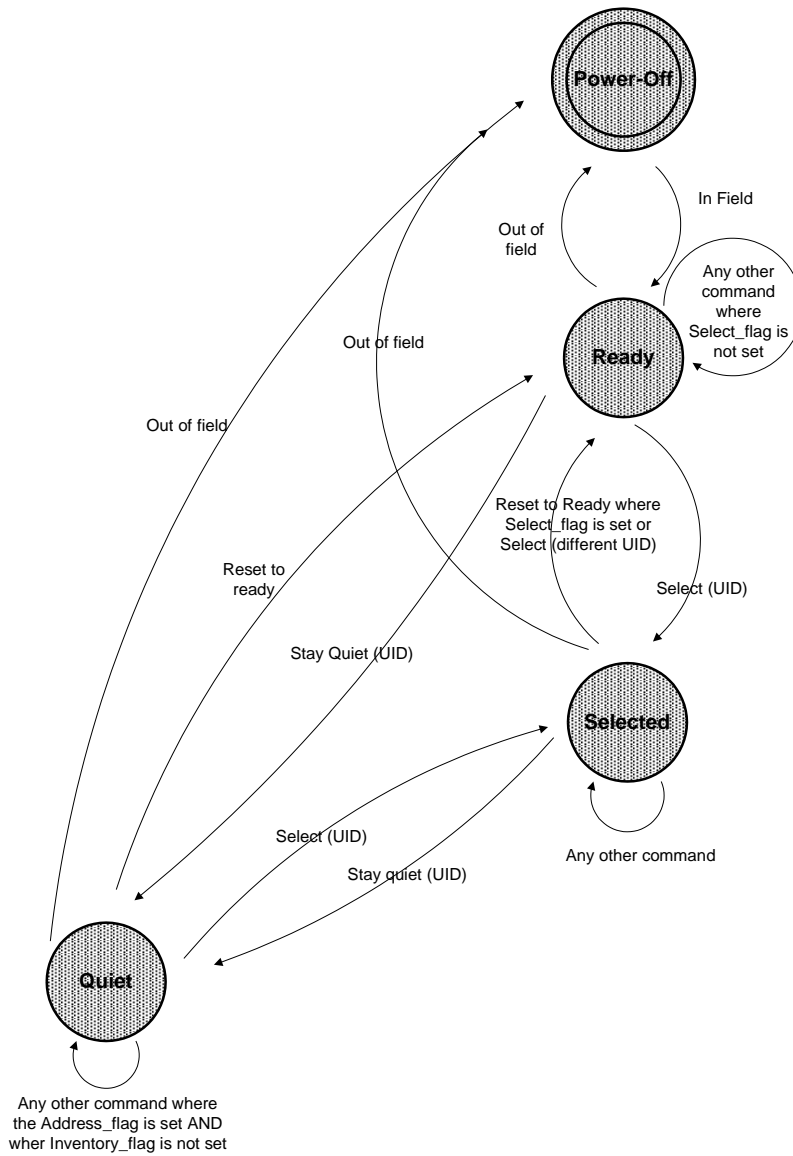 Power-Off
In Field
Out of
field
Any other
command
where
Select_flag is
not set
Out of field
Ready
Out of field
Reset to Ready where
Select_flag is set or
Select (different UID)
Reset to
ready
Select (UID)
Stay Quiet (UID)
Selected
Select (UID)
Any other command
Stay quiet (UID)
Quiet
Any other command where
the Address_flag is set AND
wher Inventory_flag is not set